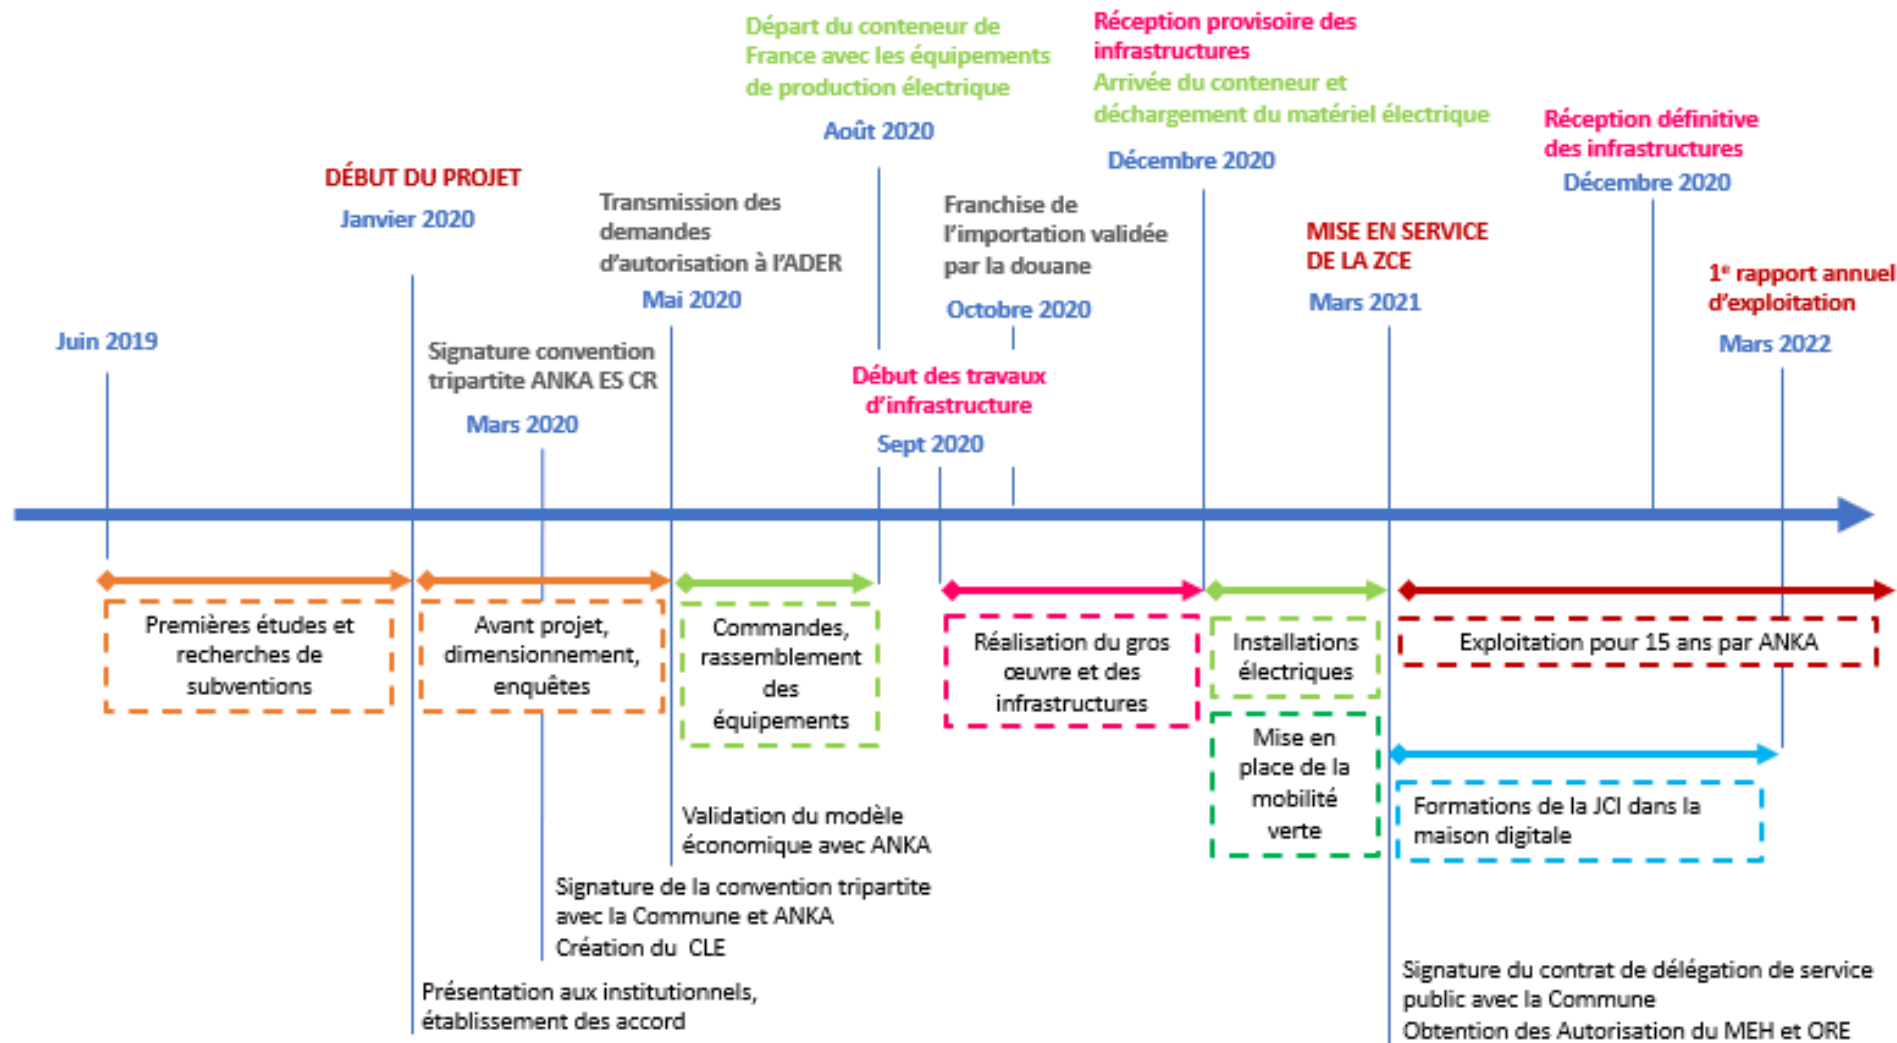 Départ du conteneur de
France avec les équipements
de production électrique
Août 2020
Réception provisoire des
infrastructures
Arrivée du conteneur et
déchargement du matériel électrique
Décembre 2020
Réception définitive
des infrastructures
Décembre 2020
DÉBUT DU PROJET
Janvier 2020
Transmission des
demandes
d'autorisation à l'ADER
Mai 2020
Franchise de
l'importation validée
par la douane
Octobre 2020
MISE EN SERVICE
DE LA ZCE
Mars 2021
1e rapport annuel
d'exploitation
Mars 2022
Juin 2019
Signature convention
tripartite ANKA ES CR
Mars 2020
Début des travaux
d'infrastructure
Sept 2020
Premières études et
recherches de
subventions
Avant projet,
dimensionnement,
enquêtes
Commandes,
rassemblement
des
équipements
Réalisation du gros
œuvre et des
infrastructures
Installations
électriques
Exploitation pour 15 ans par ANKA
Mise en
place de la
mobilité
verte
Formations de la JCI dans la
maison digitale
Validation du modèle
économique avec ANKA
Signature de la convention tripartite
avec la Commune et ANKA
Création du CLE
Présentation aux institutionnels,
établissement des accord
Signature du contrat de délégation de service
public avec la Commune
Obtention des Autorisation du MEH et ORE